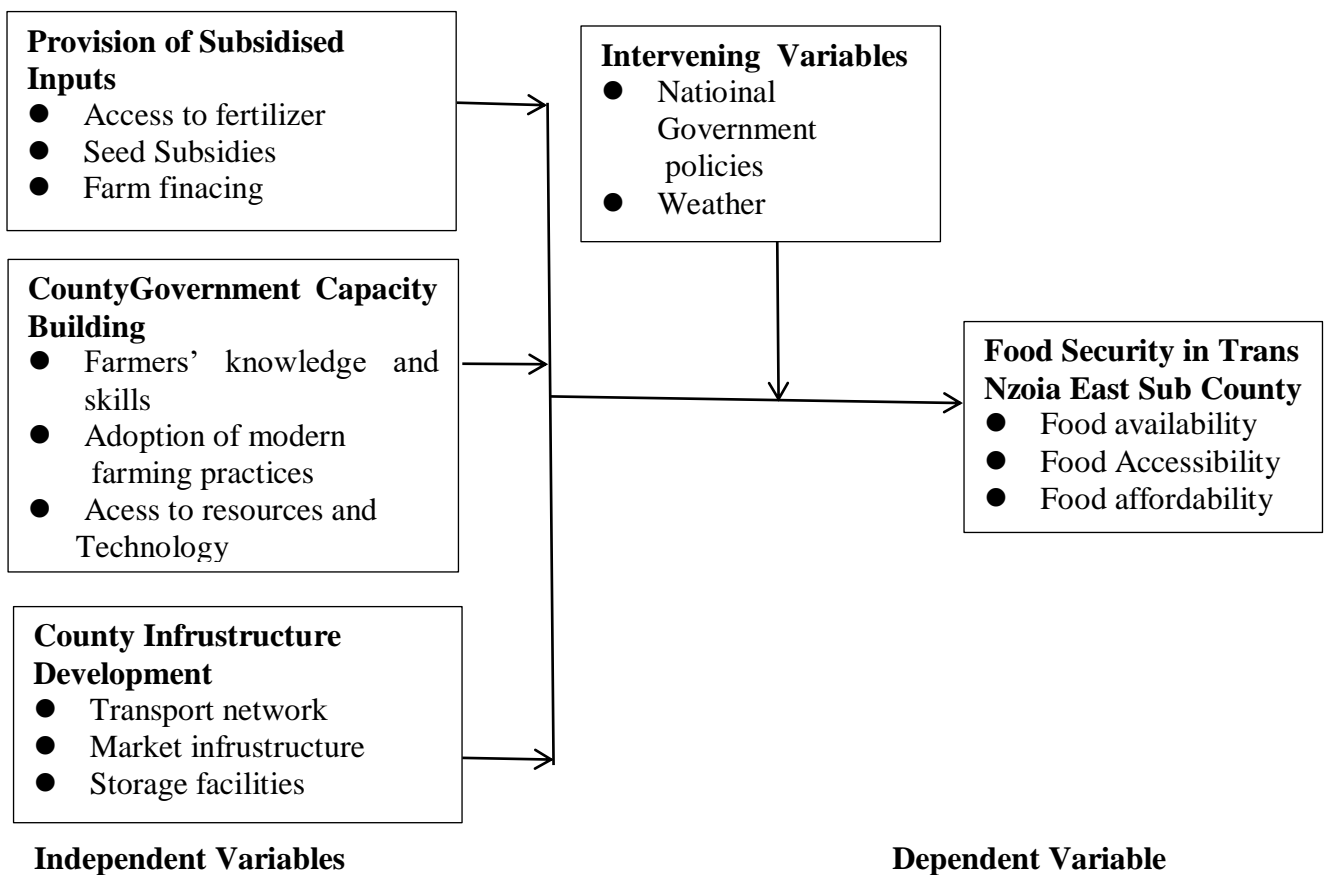 Provision of Subsidised
Inputs
● Access to fertilizer
● Seed Subsidies
● Farm finacing
Intervening Variables
● Natioinal
Government
policies
● Weather
CountyGovernment Capacity
Building
● Farmers’ knowledge and
skills
● Adoption of modern
farming practices
● Acess to resources and
Technology
Food Security in Trans
Nzoia East Sub County
● Food availability
● Food Accessibility
● Food affordability
County Infrustructure
Development
● Transport network
● Market infrustructure
● Storage facilities
Independent Variables
Dependent Variable